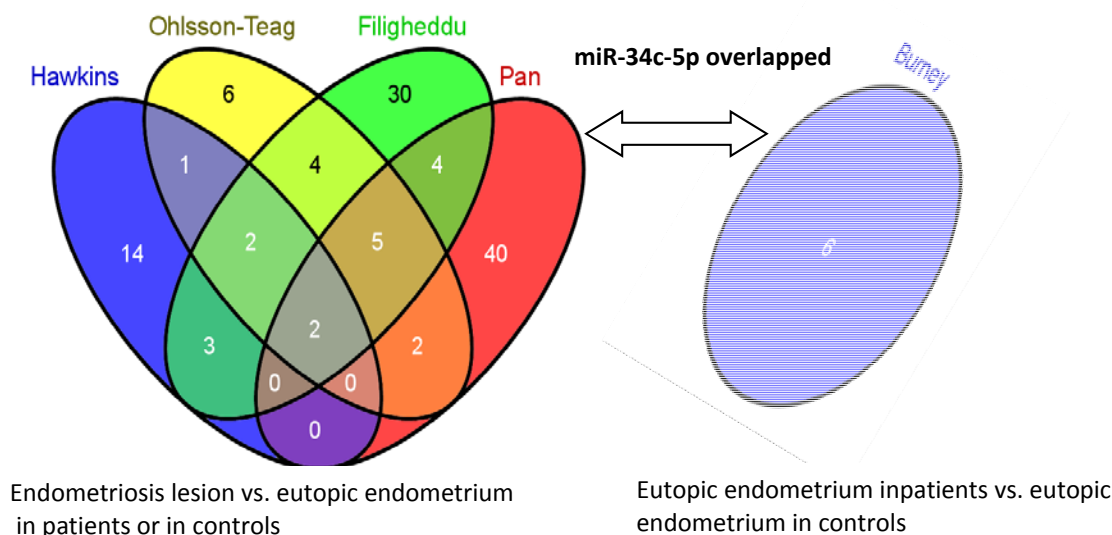 Ohlsson-Teag
Filigheddu
Hawkins
Pan
miR-34c-5p overlapped
Burney
6
30
1
4
4
14
2
5
40
6
3
2
2
0
0
0
Endometriosis lesion vs. eutopic endometrium
in patients or in controls
Eutopic endometrium inpatients vs. eutopic
endometrium in controls